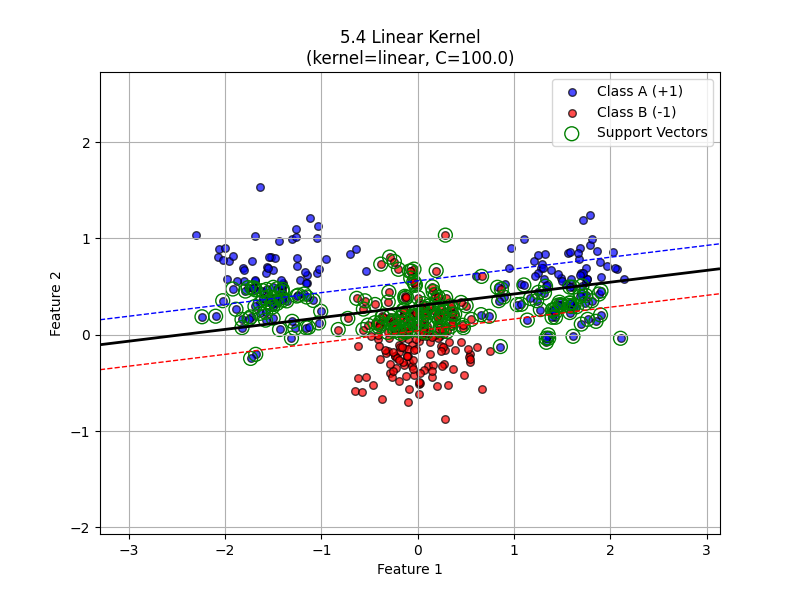 5.4 Linear Kernel
(kernel=linear, C=100.0)
Class A (+1)
Class B (-1)
Support Vectors
Feature 2
2
1
0
−1
−2
−3
−2
−1
0
1
2
3
Feature 1